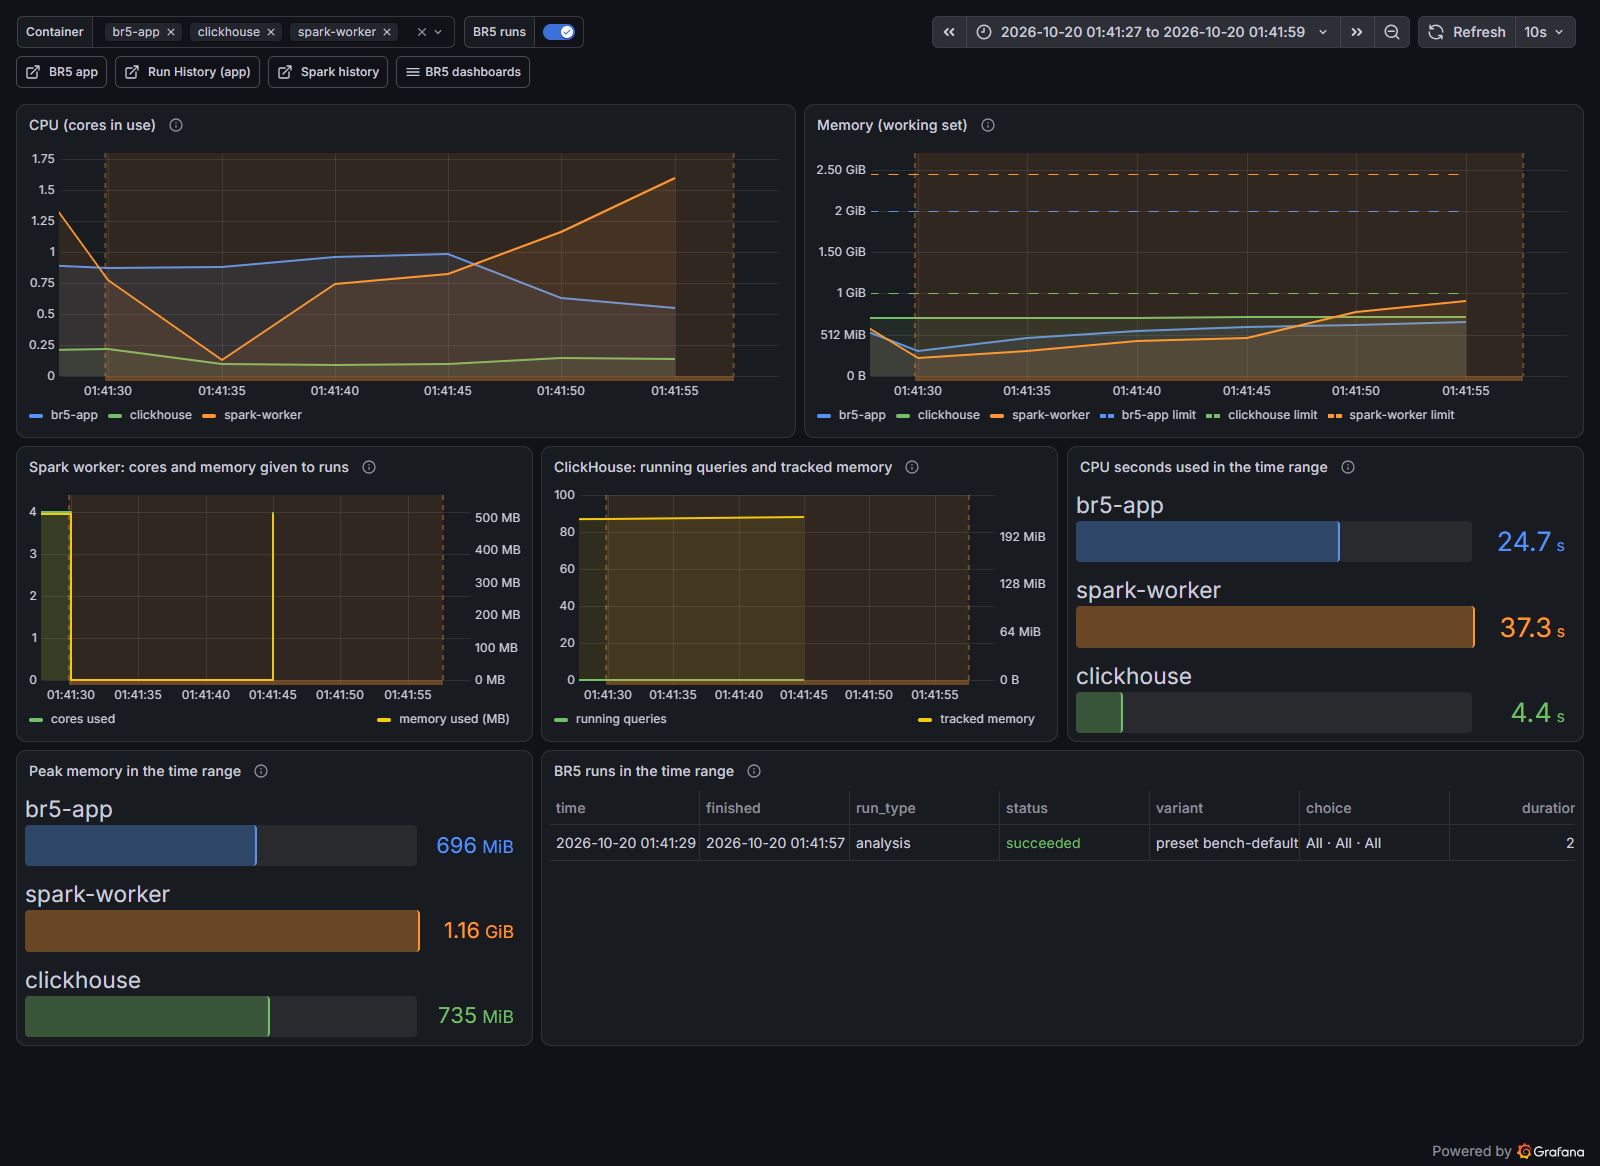 Container br5-app clickhouse spark-worker BR5 runs 2026-10-20 01:41:27 to 2026-10-20 01:41:59 Refresh 10s
BR5 app Run History (app) Spark history BR5 dashboards
CPU (cores in use)
1.75
1.5
1.25
1
0.75
0.5
0.25
0
01:41:30 01:41:35 01:41:40 01:41:45 01:41:50 01:41:55
br5-app clickhouse spark-worker
Memory (working set)
2.50 GiB
2 GiB
1.50 GiB
1 GiB
512 MiB
0 B
01:41:30 01:41:35 01:41:40 01:41:45 01:41:50 01:41:55
br5-app clickhouse spark-worker br5-app limit clickhouse limit spark-worker limit
Spark worker: cores and memory given to runs
4
3
2
1
0
500 MB
400 MB
300 MB
200 MB
100 MB
0 MB
01:41:30 01:41:35 01:41:40 01:41:45 01:41:50 01:41:55
cores used memory used (MB)
ClickHouse: running queries and tracked memory
100
80
60
40
20
0
192 MiB
128 MiB
64 MiB
0 B
01:41:30 01:41:35 01:41:40 01:41:45 01:41:50 01:41:55
running queries tracked memory
CPU seconds used in the time range
br5-app
24.7 s
spark-worker
37.3 s
clickhouse
4.4 s
Peak memory in the time range
br5-app
696 MiB
spark-worker
1.16 GiB
clickhouse
735 MiB
BR5 runs in the time range
time finished run_type status variant choice duration
2026-10-20 01:41:29 2026-10-20 01:41:57 analysis succeeded preset bench-default All · All · All 2
Powered by Grafana